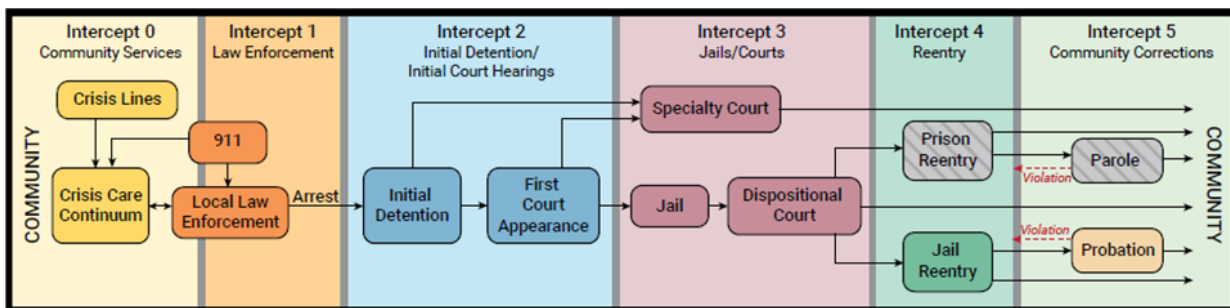 Intercept 0
Community Services
Intercept 1
Law Enforcement
Intercept 2
Initial Detention/
Initial Court Hearings
Intercept 3
Jails/Courts
Intercept 4
Reentry
Intercept 5
Community Corrections
COMMUNITY
Crisis Lines
911
Crisis Care
Continuum
Local Law
Enforcement
Arrest
Initial
Detention
First
Court
Appearance
Specialty Court
Jail
Dispositional
Court
Prison
Reentry
Violation
Parole
Jail
Reentry
Violation
Probation
COMMUNITY